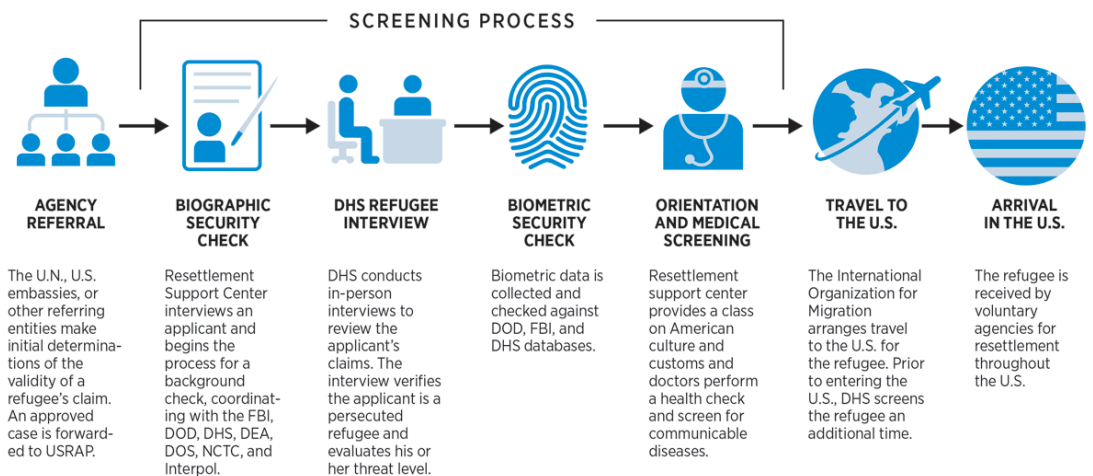 SCREENING PROCESS
AGENCY
REFERRAL
The U.N., U.S.
embassies, or
other referring
entities make
initial determina-
tions of the
validity of a
refugee’s claim.
An approved
case is forward-
ed to USRAP.
BIOGRAPHIC
SECURITY
CHECK
Resettlement
Support Center
interviews an
applicant and
begins the
process for a
background
check, coordinat-
ing with the FBI,
DOD, DHS, DEA,
DOS, NCTC, and
Interpol.
DHS REFUGEE
INTERVIEW
DHS conducts
in-person
interviews to
review the
applicant’s
claims. The
interview verifies
the applicant is a
persecuted
refugee and
evaluates his or
her threat level.
BIOMETRIC
SECURITY
CHECK
Biometric data is
collected and
checked against
DOD, FBI, and
DHS databases.
ORIENTATION
AND MEDICAL
SCREENING
Resettlement
support center
provides a class
on American
culture and
customs and
doctors perform
a health check
and screen for
communicable
diseases.
TRAVEL TO
THE U.S.
The International
Organization for
Migration
arranges travel
to the U.S. for
the refugee. Prior
to entering the
U.S., DHS screens
the refugee an
additional time.
ARRIVAL
IN THE U.S.
The refugee is
received by
voluntary
agencies for
resettlement
throughout
the U.S.